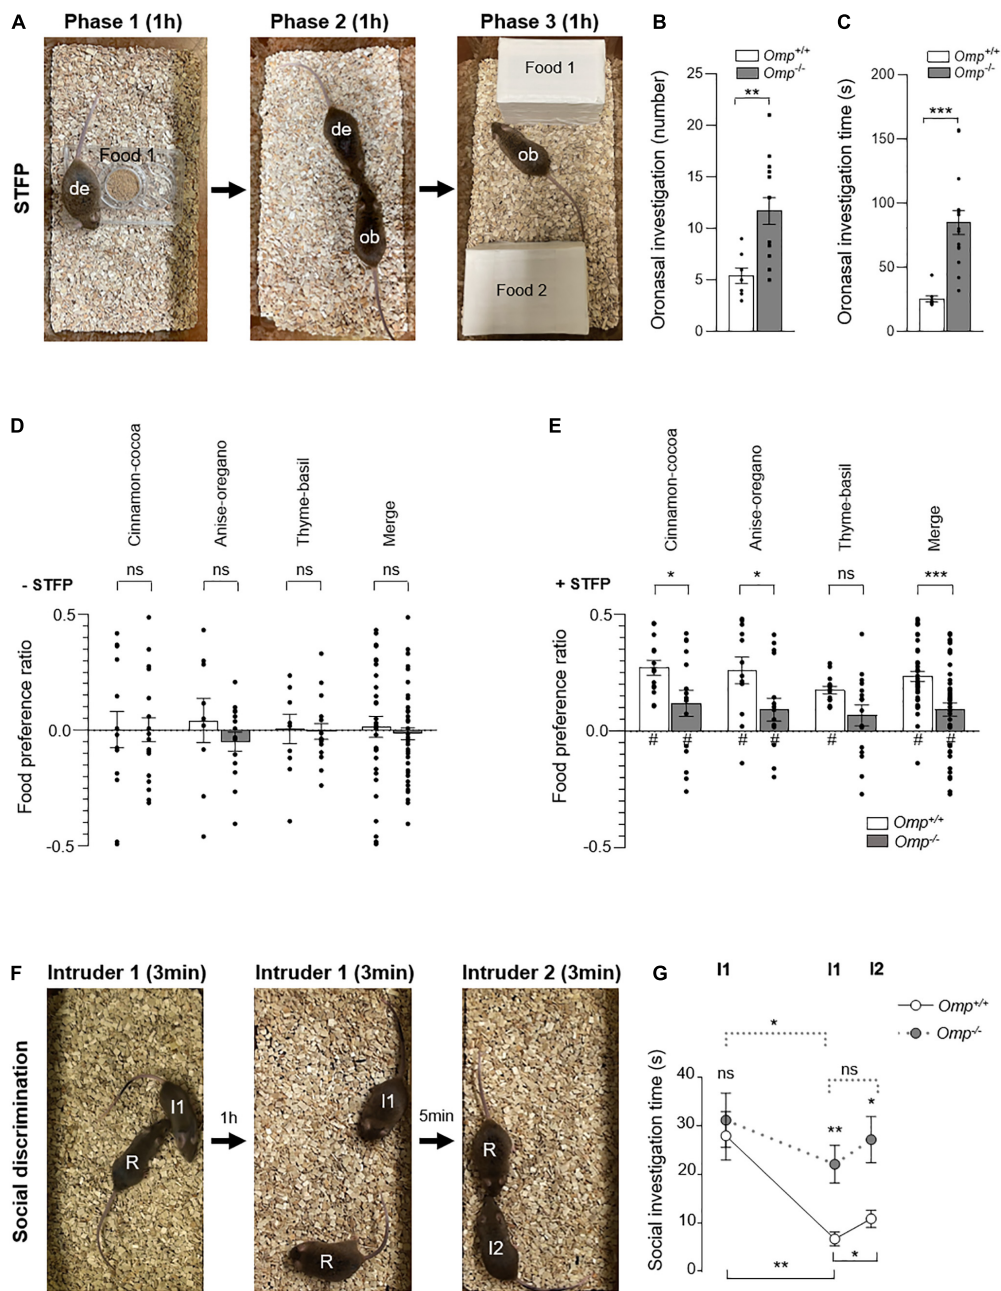 A
Phase 1 (1h)
Phase 2 (1h)
Phase 3 (1h)
STFP
de
Food 1
de
ob
Food 1
ob
Food 2
B
Omp+/+
Omp-/-
**
Oronasal investigation (number)
25
20
15
10
5
0
C
Omp+/+
Omp-/-
***
Oronasal investigation time (s)
200
150
100
50
0
D
Cinnamon-cocoa
Anise-oregano
Thyme-basil
Merge
- STFP
ns
ns
ns
ns
Food preference ratio
0.5
0.0
-0.5
E
Cinnamon-cocoa
Anise-oregano
Thyme-basil
Merge
+ STFP
*
*
ns
***
Food preference ratio
0.5
0.0
-0.5
# # # # # # #
Omp+/+
Omp-/-
F
Intruder 1 (3min)
Intruder 1 (3min)
Intruder 2 (3min)
Social discrimination
I1
R
1h
I1
R
5min
R
I2
G
I1
I1
I2
Omp+/+
Omp-/-
*
ns
ns
**
*
Social investigation time (s)
40
30
20
10
0
**
*